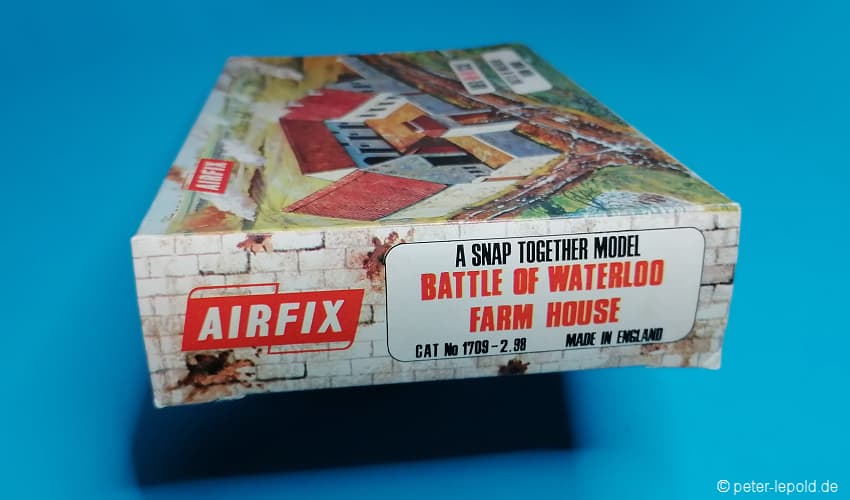 AIRFIX
A SNAP TOGETHER MODEL
BATTLE OF WATERLOO
FARM HOUSE
CAT No 1709-2.98
MADE IN ENGLAND
AIRFIX
© peter-lepold.de